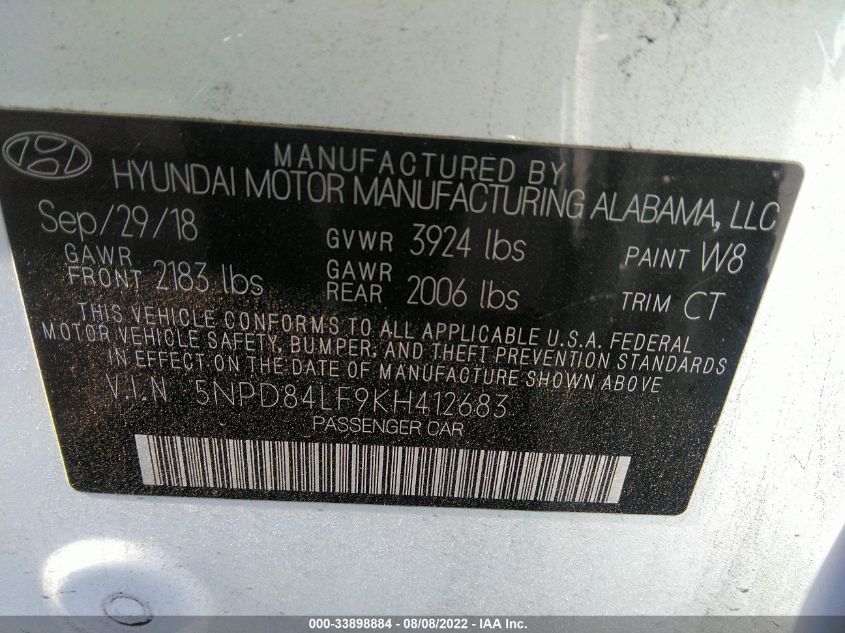 MANUFACTURED BY
HYUNDAI MOTOR MANUFACTURING ALABAMA, LLC
Sep/29/18 GVWR 3924 lbs PAINT W8
GAWR FRONT 2183 lbs GAWR REAR 2006 lbs TRIM CT
THIS VEHICLE CONFORMS TO ALL APPLICABLE U.S.A. FEDERAL
MOTOR VEHICLE SAFETY, BUMPER, AND THEFT PREVENTION STANDARDS
IN EFFECT ON THE DATE OF MANUFACTURE SHOWN ABOVE.
V.I.N 5NPD84LF9KH412683
PASSENGER CAR
000-33898884 - 08/08/2022 - IAA Inc.